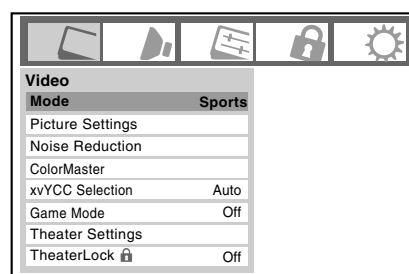 Video
Mode Sports
Picture Settings
Noise Reduction
ColorMaster
xvYCC Selection Auto
Game Mode Off
Theater Settings
TheaterLock Off